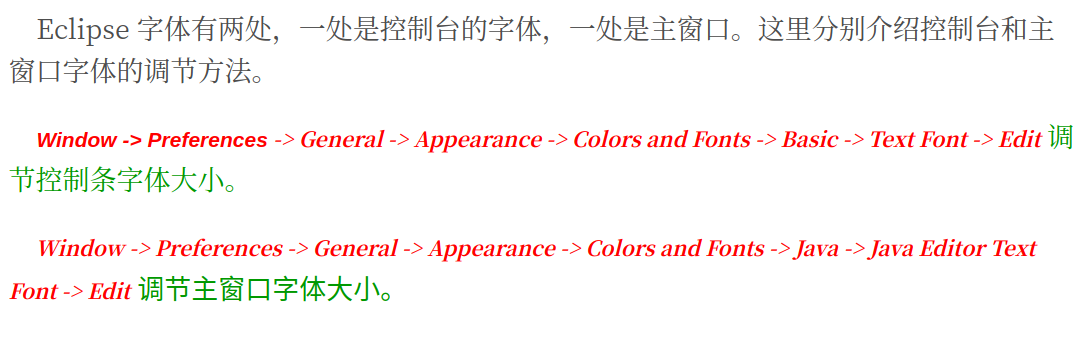 Eclipse 字体有两处，一处是控制台的字体，一处是主窗口。这里分别介绍控制台和主
窗口字体的调节方法。
Window -> Preferences -> General -> Appearance -> Colors and Fonts -> Basic -> Text Font -> Edit 调
节控制条字体大小。
Window -> Preferences -> General -> Appearance -> Colors and Fonts -> Java -> Java Editor Text
Font -> Edit 调节主窗口字体大小。